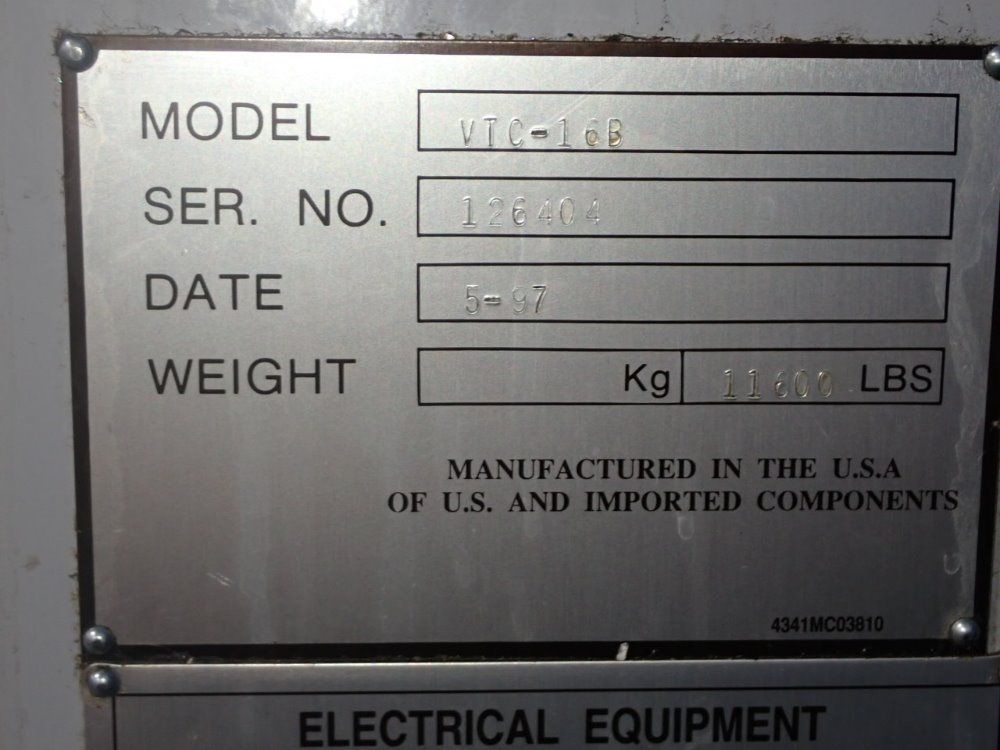 MODEL VTC-16B
SER. NO. 126404
DATE 5-97
WEIGHT Kg 11600 LBS
MANUFACTURED IN THE U.S.A
OF U.S. AND IMPORTED COMPONENTS
4341MC03810
ELECTRICAL EQUIPMENT